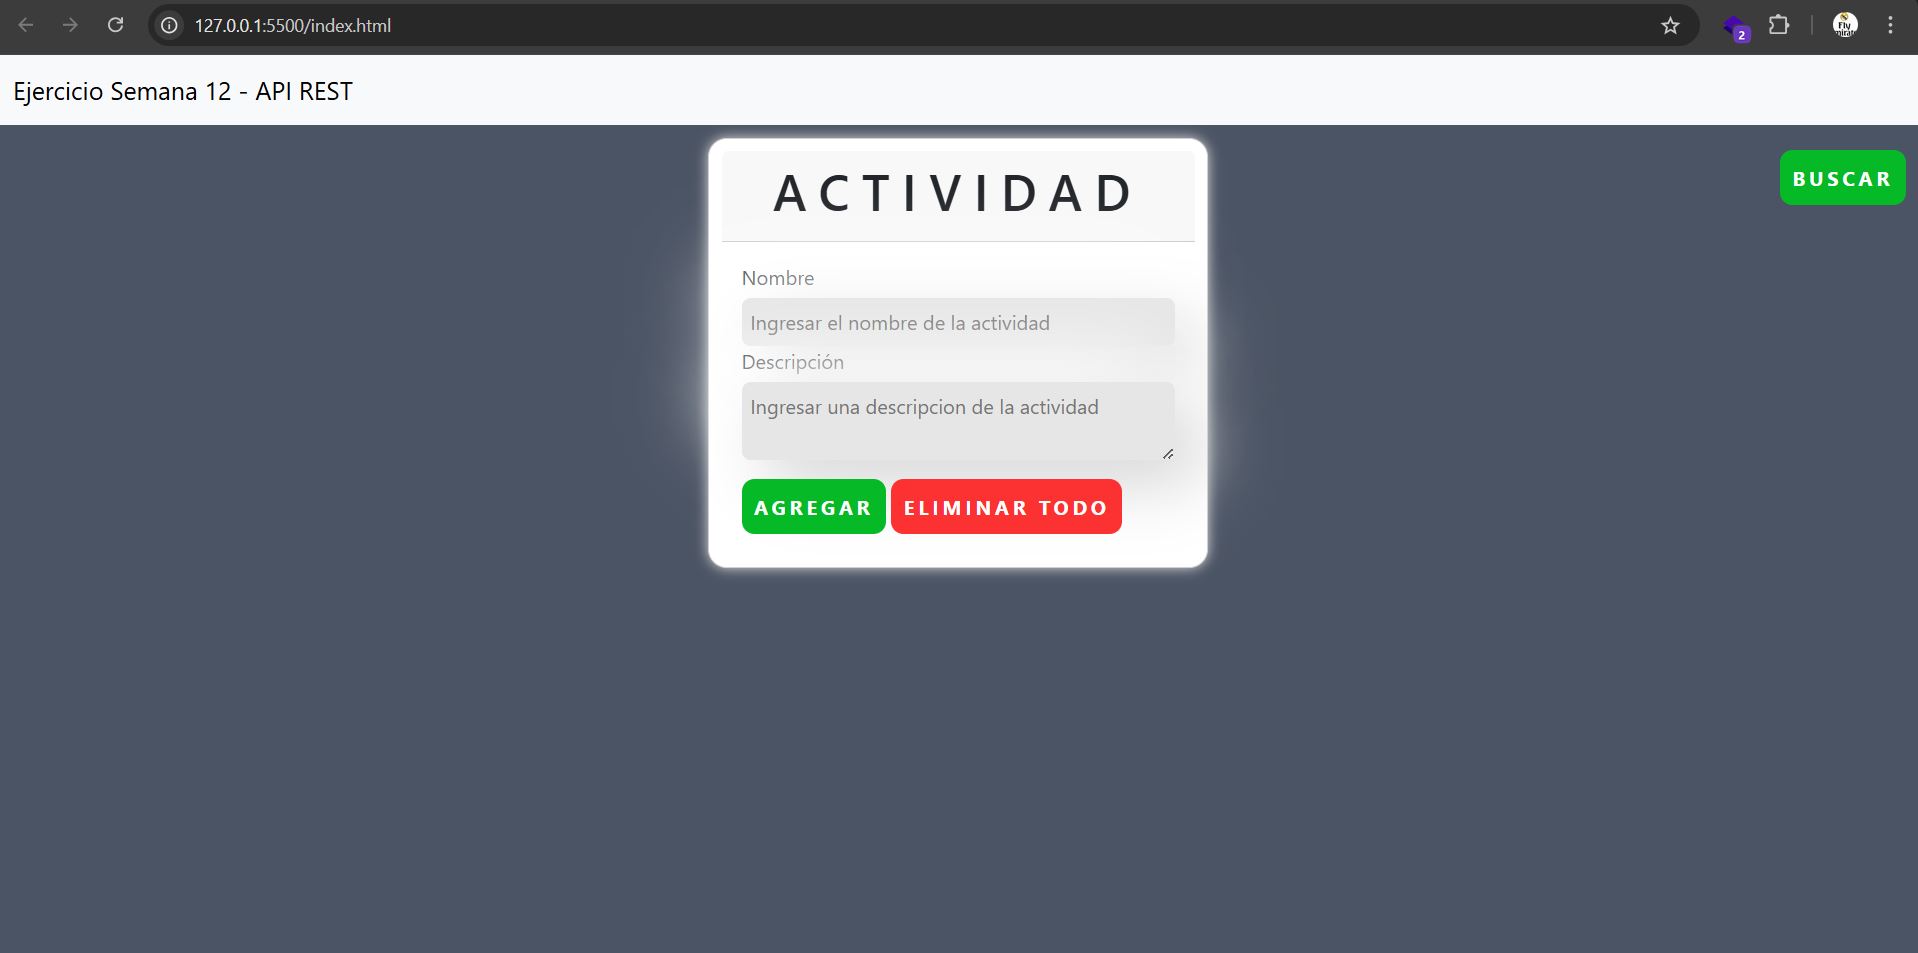 127.0.0.1:5500/index.html
2
Fly
Ejercicio Semana 12 - API REST
ACTIVIDAD
BUSCAR
Nombre
Ingresar el nombre de la actividad
Descripción
Ingresar una descripcion de la actividad
AGREGAR ELIMINAR TODO